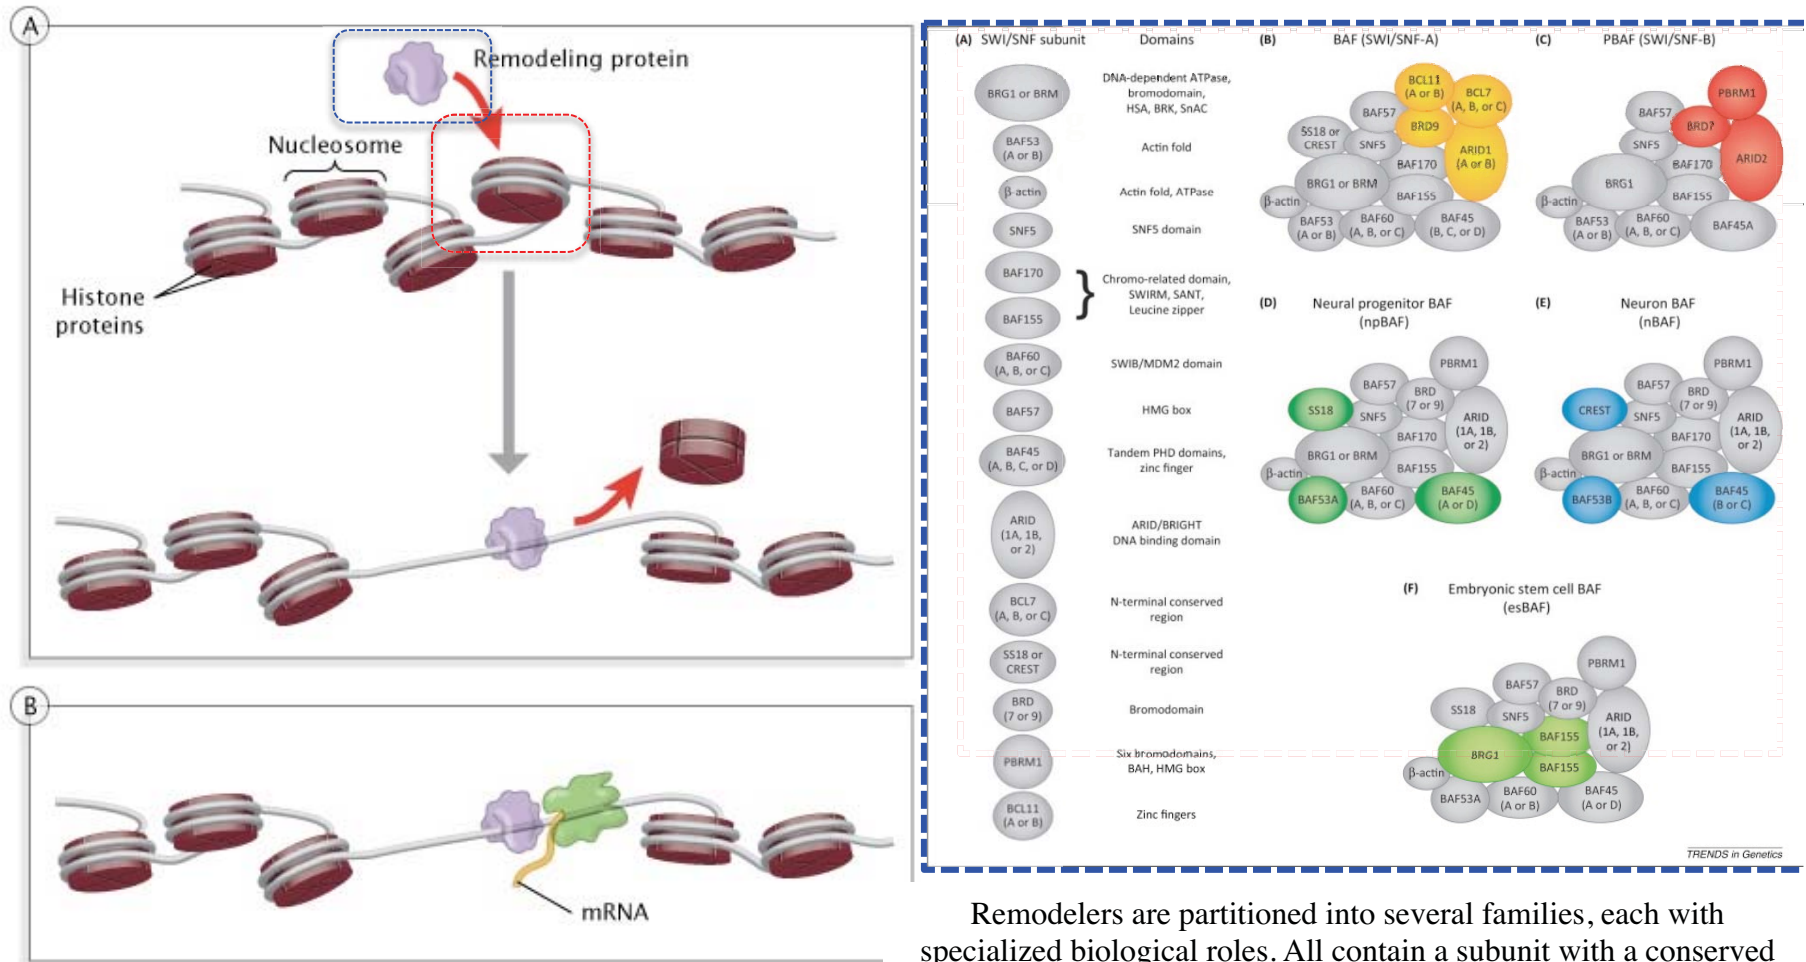 A
Remodeling protein
Nucleosome
Histone
proteins
B
mRNA
(A) SWI/SNF subunit
Domains
BRG1 or BRM
DNA-dependent ATPase,
bromodomain,
HSA, BRK, SnAC
BAF53
(A or B)
Actin fold
β-actin
Actin fold, ATPase
SNF5
SNF5 domain
BAF170
BAF155
}
Chromo-related domain,
SWIRM, SANT,
Leucine zipper
BAF60
(A, B, or C)
SWIB/MDM2 domain
BAF57
HMG box
BAF45
(A, B, C, or D)
Tandem PHD domains,
zinc finger
ARID
(1A, 1B,
or 2)
ARID/BRIGHT
DNA binding domain
BCL7
(A, B, or C)
N-terminal conserved
region
SS18 or
CREST
N-terminal conserved
region
BRD
(7 or 9)
Bromodomain
PBRM1
Six bromodomains,
BAH, HMG box
BCL11
(A or B)
Zinc fingers
(B) BAF (SWI/SNF-A)
BCL11
(A or B)
BCL7
(A, B, or C)
BAF57
BRD9
SS18 or
CREST
SNF5
ARID1
(A or B)
BAF170
BRG1 or BRM
BAF155
β-actin
BAF53
(A or B)
BAF60
(A, B, or C)
BAF45
(B, C, or D)
(C) PBAF (SWI/SNF-B)
PBRM1
BAF57
BRD7
SNF5
ARID2
BAF170
BRG1
BAF155
β-actin
BAF53
(A or B)
BAF60
(A, B, or C)
BAF45A
(D) Neural progenitor BAF
(npBAF)
PBRM1
BAF57
BRD
(7 or 9)
SS18
SNF5
ARID
(1A, 1B,
or 2)
BAF170
BRG1 or BRM
BAF155
β-actin
BAF53A
BAF60
(A, B, or C)
BAF45
(A or D)
(E) Neuron BAF
(nBAF)
PBRM1
BAF57
BRD
(7 or 9)
CREST
SNF5
ARID
(1A, 1B,
or 2)
BAF170
BRG1 or BRM
BAF155
β-actin
BAF53B
BAF60
(A, B, or C)
BAF45
(B or C)
(F) Embryonic stem cell BAF
(esBAF)
PBRM1
BAF57
BRD
(7 or 9)
SS18
SNF5
ARID
(1A, 1B,
or 2)
BAF155
BRG1
BAF155
β-actin
BAF53A
BAF60
(A or B)
BAF45
(A or D)
TRENDS in Genetics
Remodelers are partitioned into several families, each with
specialized biological roles. All contain a subunit with a conserved